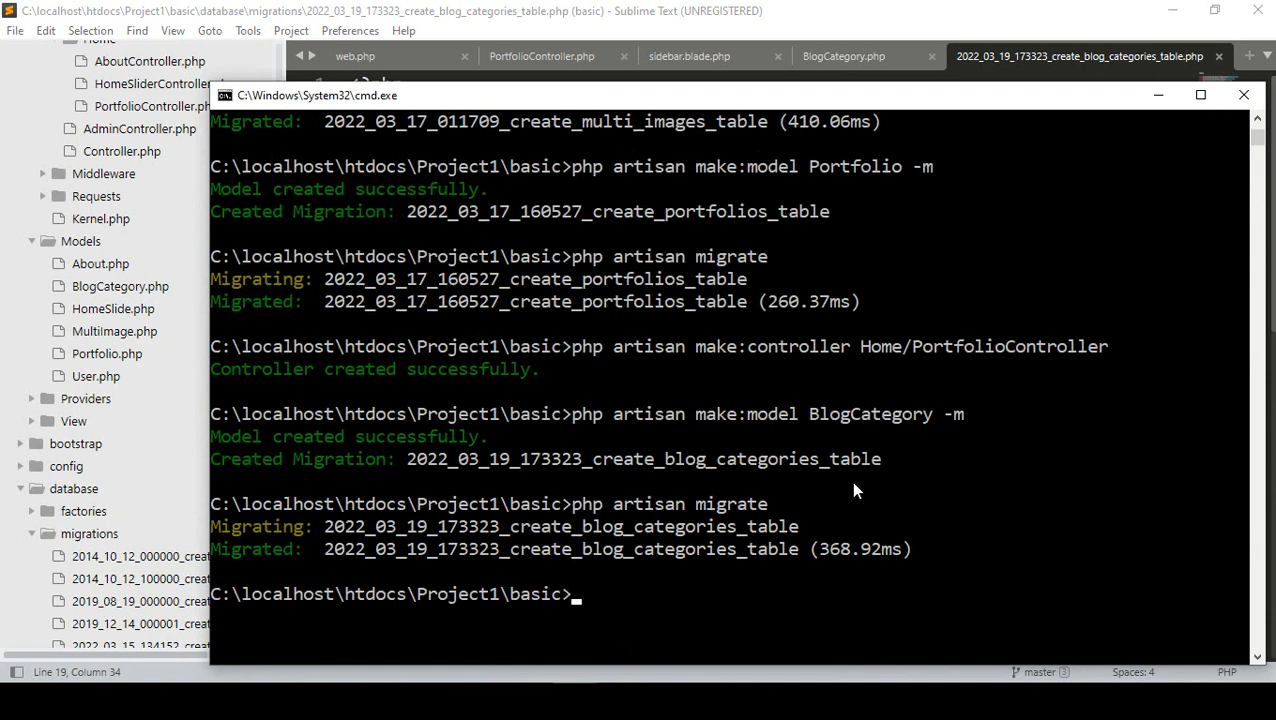 C:\localhost\htdocs\Project1\basic\database\migrations\2022_03_19_173323_create_blog_categories_table.php (basic) - Sublime Text (UNREGISTERED)
File Edit Selection Find View Goto Tools Project Preferences Help
web.php
PortfolioController.php
sidebar.blade.php
BlogCategory.php
2022_03_19_173323_create_blog_categories_table.php
AboutController.php
HomeSliderController
PortfolioController.ph
AdminController.php
Controller.php
Middleware
Requests
Kernel.php
Models
About.php
BlogCategory.php
HomeSlide.php
MultiImage.php
Portfolio.php
User.php
Providers
View
bootstrap
config
database
factories
migrations
2014_10_12_000000_creat
2014_10_12_100000_creat
2019_08_19_000000_creat
2019_12_14_000001_creat
2022_03_15_134152_creat
C:\Windows\System32\cmd.exe
Migrated: 2022_03_17_011709_create_multi_images_table (410.06ms)
C:\localhost\htdocs\Project1\basic>php artisan make:model Portfolio -m
Model created successfully.
Created Migration: 2022_03_17_160527_create_portfolios_table
C:\localhost\htdocs\Project1\basic>php artisan migrate
Migrating: 2022_03_17_160527_create_portfolios_table
Migrated: 2022_03_17_160527_create_portfolios_table (260.37ms)
C:\localhost\htdocs\Project1\basic>php artisan make:controller Home/PortfolioController
Controller created successfully.
C:\localhost\htdocs\Project1\basic>php artisan make:model BlogCategory -m
Model created successfully.
Created Migration: 2022_03_19_173323_create_blog_categories_table
C:\localhost\htdocs\Project1\basic>php artisan migrate
Migrating: 2022_03_19_173323_create_blog_categories_table
Migrated: 2022_03_19_173323_create_blog_categories_table (368.92ms)
C:\localhost\htdocs\Project1\basic>
Line 19, Column 34
master 3
Spaces: 4
PHP